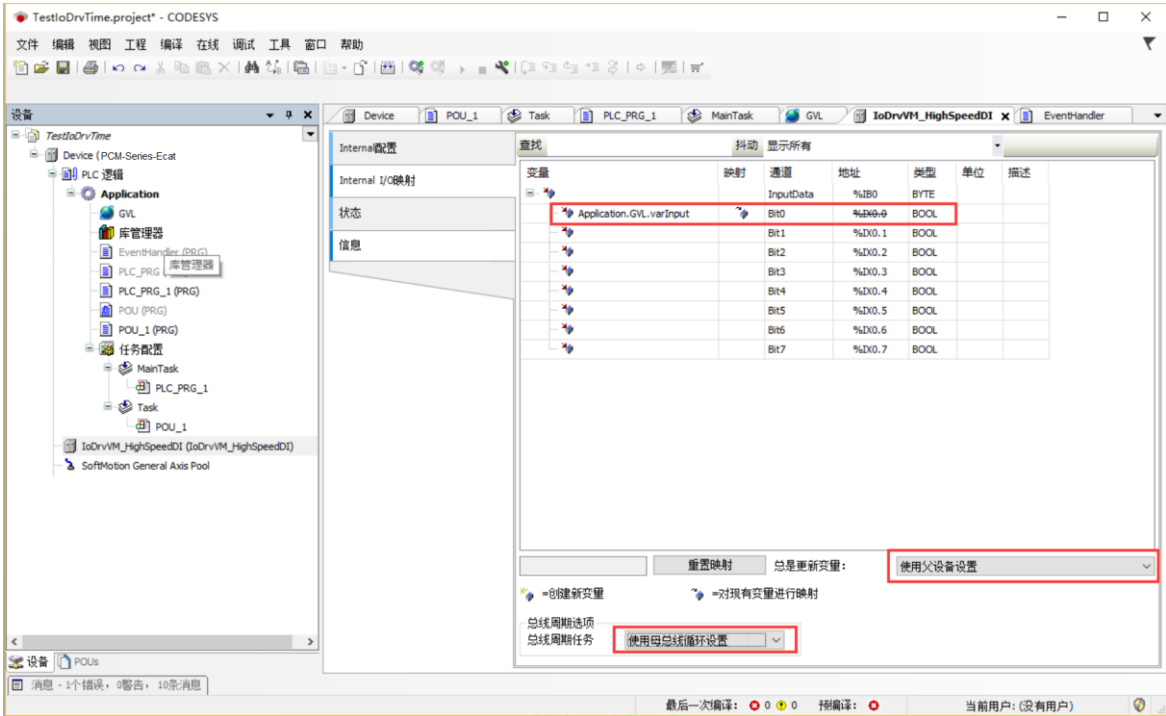 TestIoDrvTime.project* - CODESYS
文件 编辑 视图 工程 编译 在线 调试 工具 窗口 帮助
设备
TestIoDrvTime
Device (PCM-Series-Ecat
PLC 逻辑
Application
GVL
库管理器
EventHandler (PRG)
PLC_PRG
库管理器
PLC_PRG_1 (PRG)
POU (PRG)
POU_1 (PRG)
任务配置
MainTask
PLC_PRG_1
Task
POU_1
IoDrvVM_HighSpeedDI (IoDrvVM_HighSpeedDI)
SoftMotion General Axis Pool
设备 POUs
Device POU_1 Task PLC_PRG_1 MainTask GVL IoDrvVM_HighSpeedDI EventHandler
Internal配置
Internal I/O映射
状态
信息
查找 抖动 显示所有
变量 映射 通道 地址 类型 单位 描述
InputData %IB0 BYTE
Application.GVL.varInput Bit0 %IX0.0 BOOL
Bit1 %IX0.1 BOOL
Bit2 %IX0.2 BOOL
Bit3 %IX0.3 BOOL
Bit4 %IX0.4 BOOL
Bit5 %IX0.5 BOOL
Bit6 %IX0.6 BOOL
Bit7 %IX0.7 BOOL
重置映射 总是更新变量: 使用父设备设置
=创建新变量 =对现有变量进行映射
总线周期选项
总线周期任务 使用母总线循环设置
消息 - 1个错误, 0警告, 10条消息
最后一次编译: 0 0 预编译: 当前用户: (没有用户)